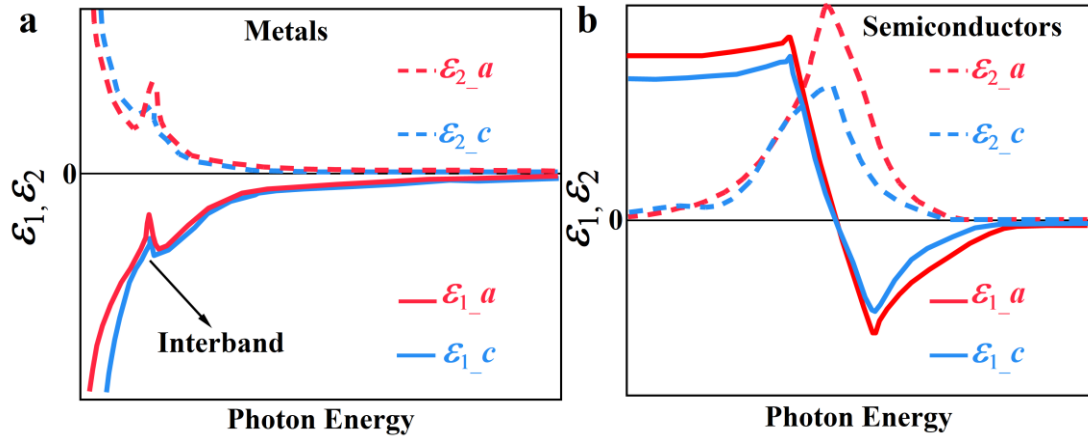 a
Metals
ε2_a
ε2_c
0
ε1, ε2
Interband
ε1_a
ε1_c
Photon Energy
b
Semiconductors
ε2_a
ε2_c
0
ε1, ε2
ε1_a
ε1_c
Photon Energy